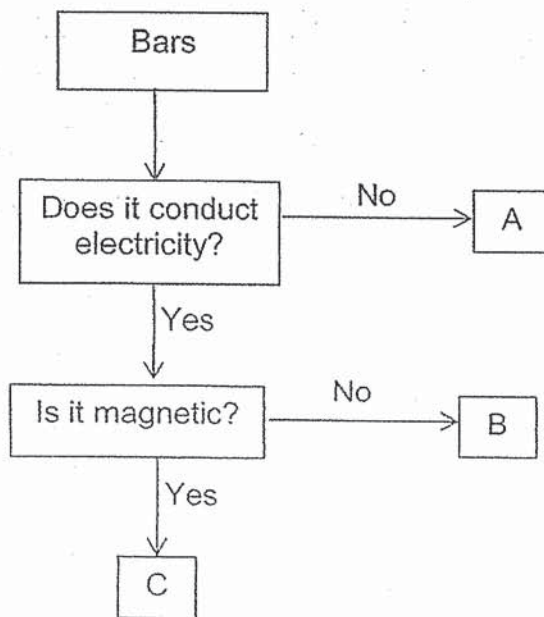 Bars
Does it conduct
electricity?
No
A
Yes
Is it magnetic?
No
B
Yes
C